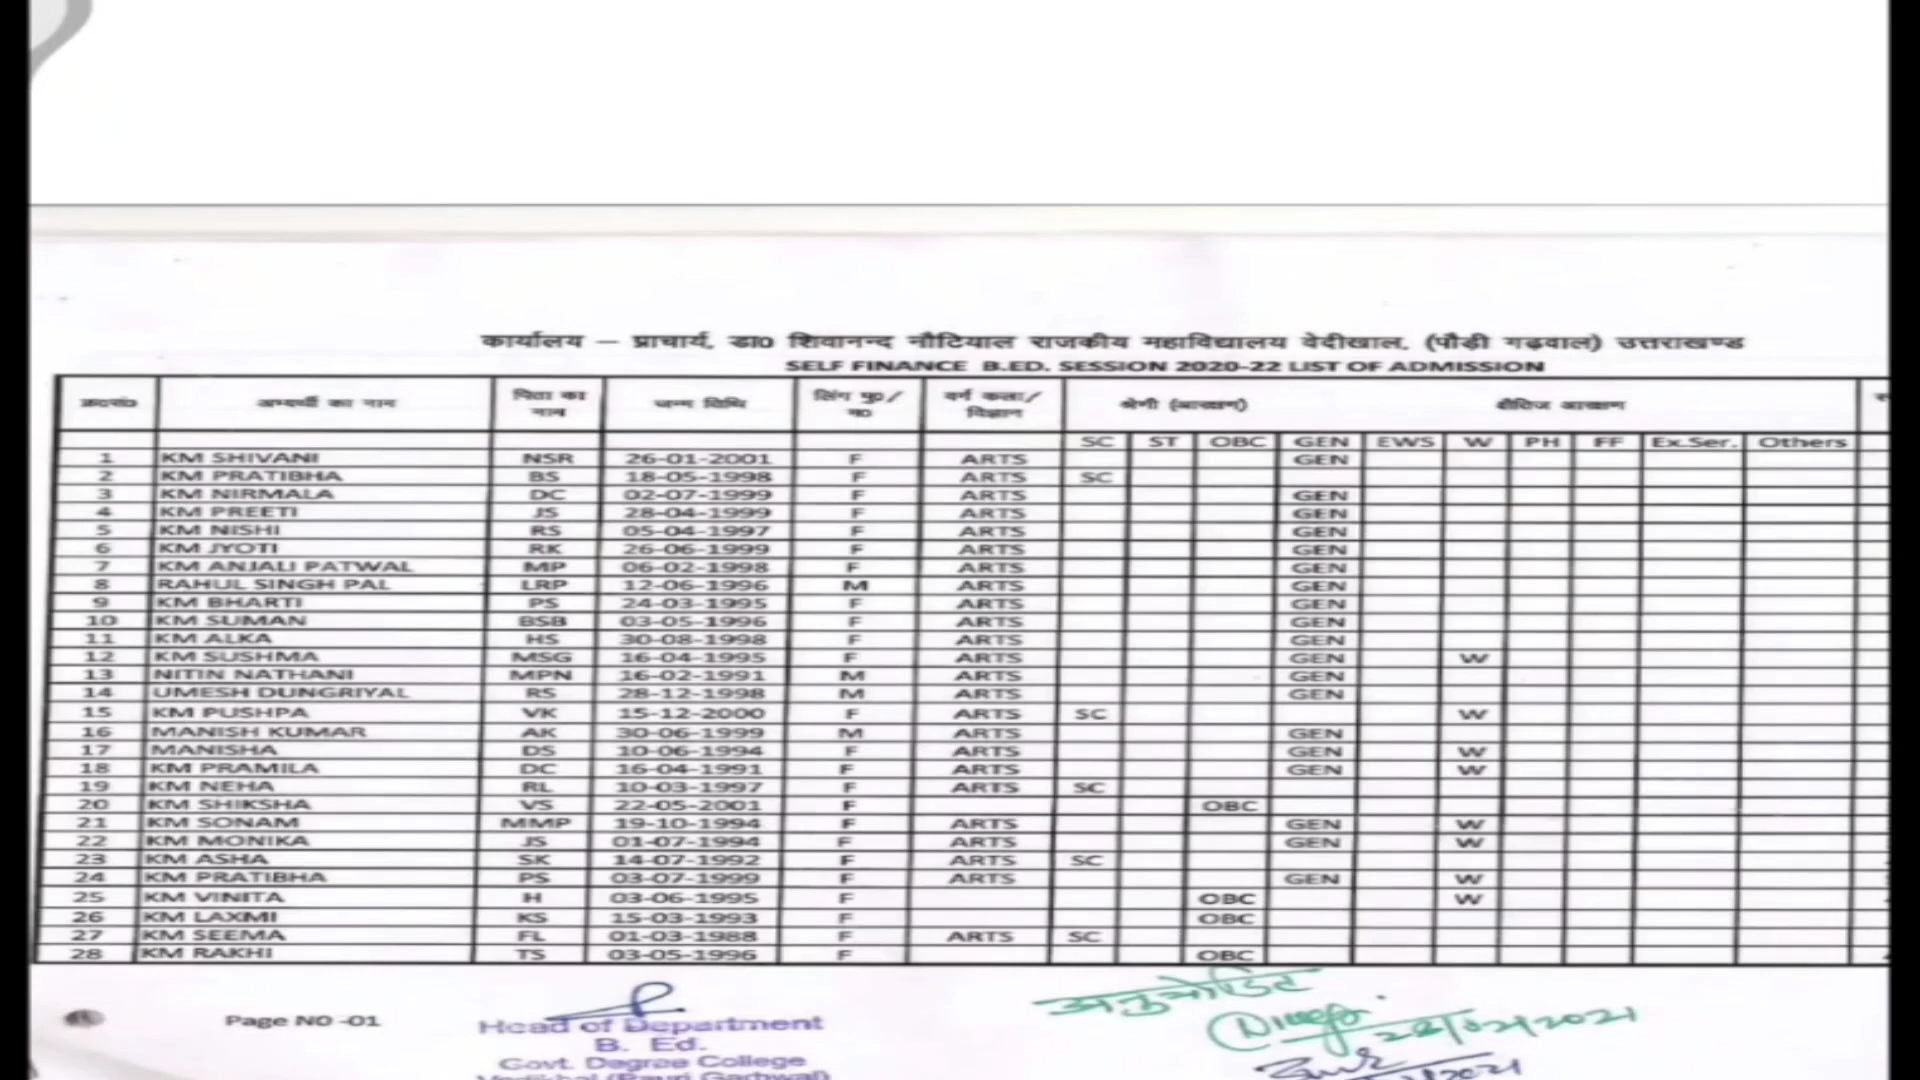 कार्यालय – प्राचार्य, डा० शिवानन्द नौटियाल राजकीय महाविद्यालय वेदीखाल, (पौड़ी गढ़वाल) उत्तराखण्ड
SELF FINANCE B.ED. SESSION 2020-22 LIST OF ADMISSION
क्र०सं० अभ्यर्थी का नाम पिता का नाम जन्म तिथि लिंग पु०/म० वर्ग कला/विज्ञान श्रेणी (आरक्षण) क्षैतिज आरक्षण
SC ST OBC GEN EWS W PH FF Ex.Ser. Others
1 KM SHIVANI NSR 26-01-2001 F ARTS GEN
2 KM PRATIBHA BS 18-05-1998 F ARTS SC
3 KM NIRMALA DC 02-07-1999 F ARTS GEN
4 KM PREETI JS 28-04-1999 F ARTS GEN
5 KM NISHI RS 05-04-1997 F ARTS GEN
6 KM JYOTI RK 26-06-1999 F ARTS GEN
7 KM ANJALI PATWAL MP 06-02-1998 F ARTS GEN
8 RAHUL SINGH PAL LRP 12-06-1996 M ARTS GEN
9 KM BHARTI PS 24-03-1995 F ARTS GEN
10 KM SUMAN BSB 03-05-1996 F ARTS GEN
11 KM ALKA HS 30-08-1998 F ARTS GEN
12 KM SUSHMA MSG 16-04-1995 F ARTS GEN W
13 NITIN NATHANI MPN 16-02-1991 M ARTS GEN
14 UMESH DUNGRIYAL RS 28-12-1998 M ARTS GEN
15 KM PUSHPA VK 15-12-2000 F ARTS SC W
16 MANISH KUMAR AK 30-06-1999 M ARTS GEN
17 MANISHA DS 10-06-1994 F ARTS GEN W
18 KM PRAMILA DC 16-04-1991 F ARTS GEN W
19 KM NEHA RL 10-03-1997 F ARTS SC
20 KM SHIKSHA VS 22-05-2001 F OBC
21 KM SONAM MMP 19-10-1994 F ARTS GEN W
22 KM MONIKA JS 01-07-1994 F ARTS GEN W
23 KM ASHA SK 14-07-1992 F ARTS SC
24 KM PRATIBHA PS 03-07-1999 F ARTS GEN W
25 KM VINITA H 03-06-1995 F OBC W
26 KM LAXMI KS 15-03-1993 F OBC
27 KM SEEMA FL 01-03-1988 F ARTS SC
28 KM RAKHI TS 03-05-1996 F OBC
अनुमोदित
Page NO -01
Head of Department
B. Ed.
Govt. Degree College